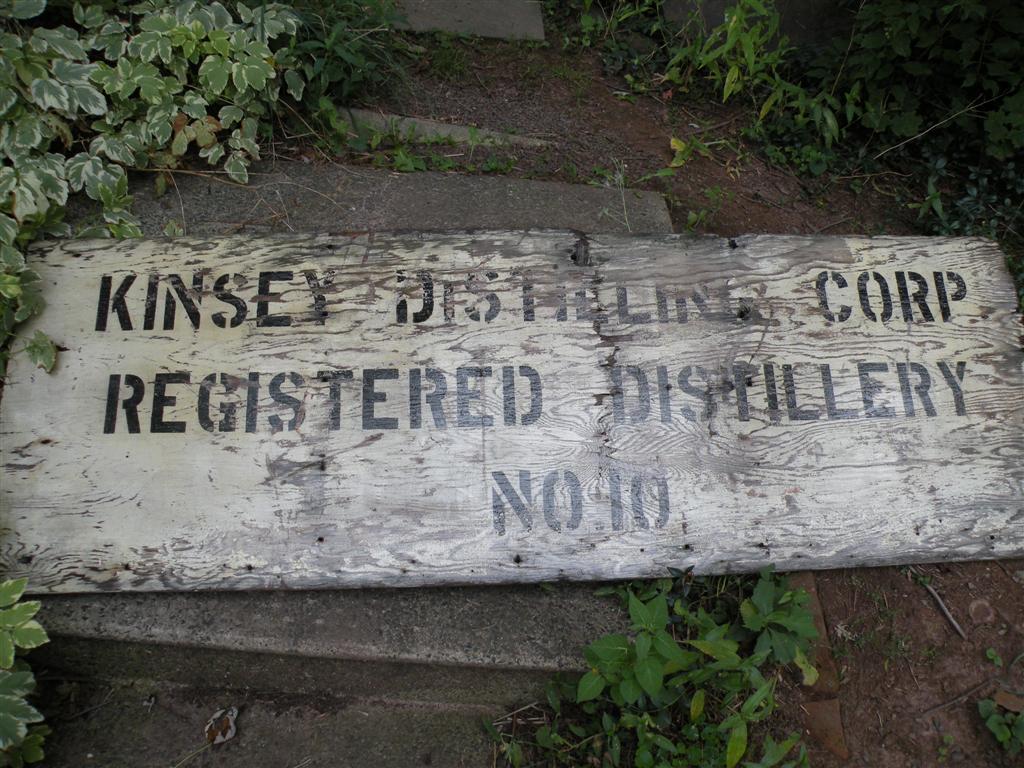 KINSEY DISTILLING CORP
REGISTERED DISTILLERY
NO.10